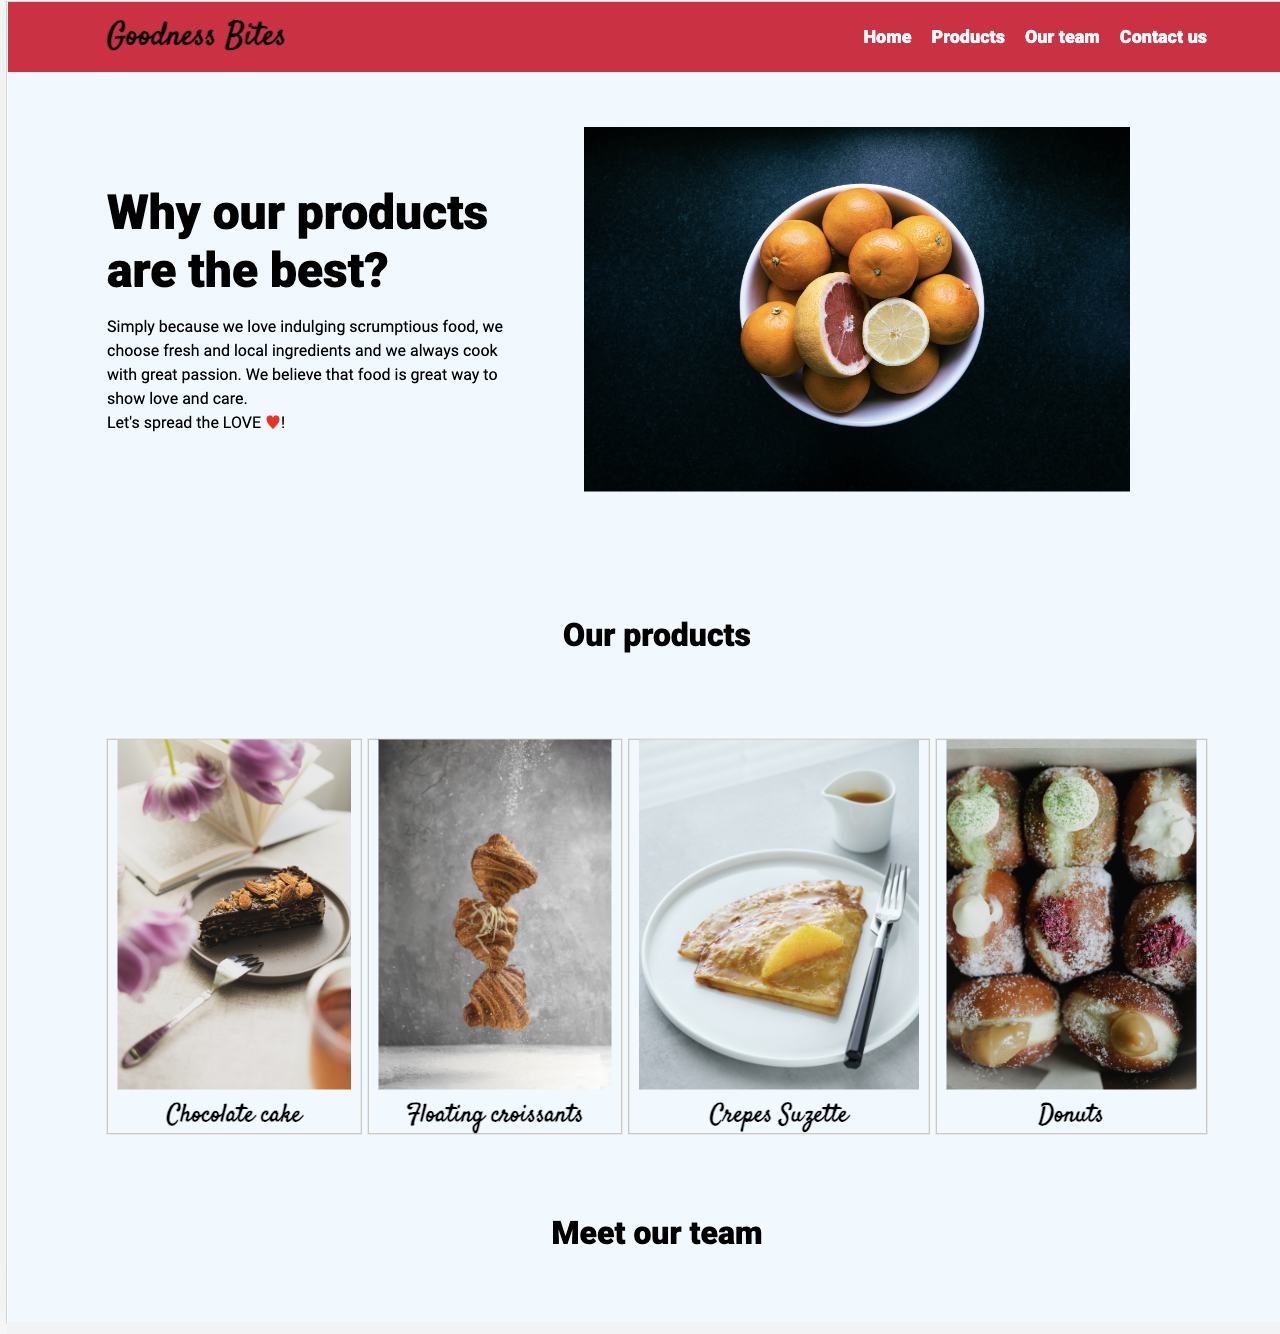 Goodness Bites
Home Products Our team Contact us
Why our products
are the best?
Simply because we love indulging scrumptious food, we
choose fresh and local ingredients and we always cook
with great passion. We believe that food is great way to
show love and care.
Let's spread the LOVE ♥️!
Our products
Chocolate cake
Floating croissants
Crepes Suzette
Donuts
Meet our team